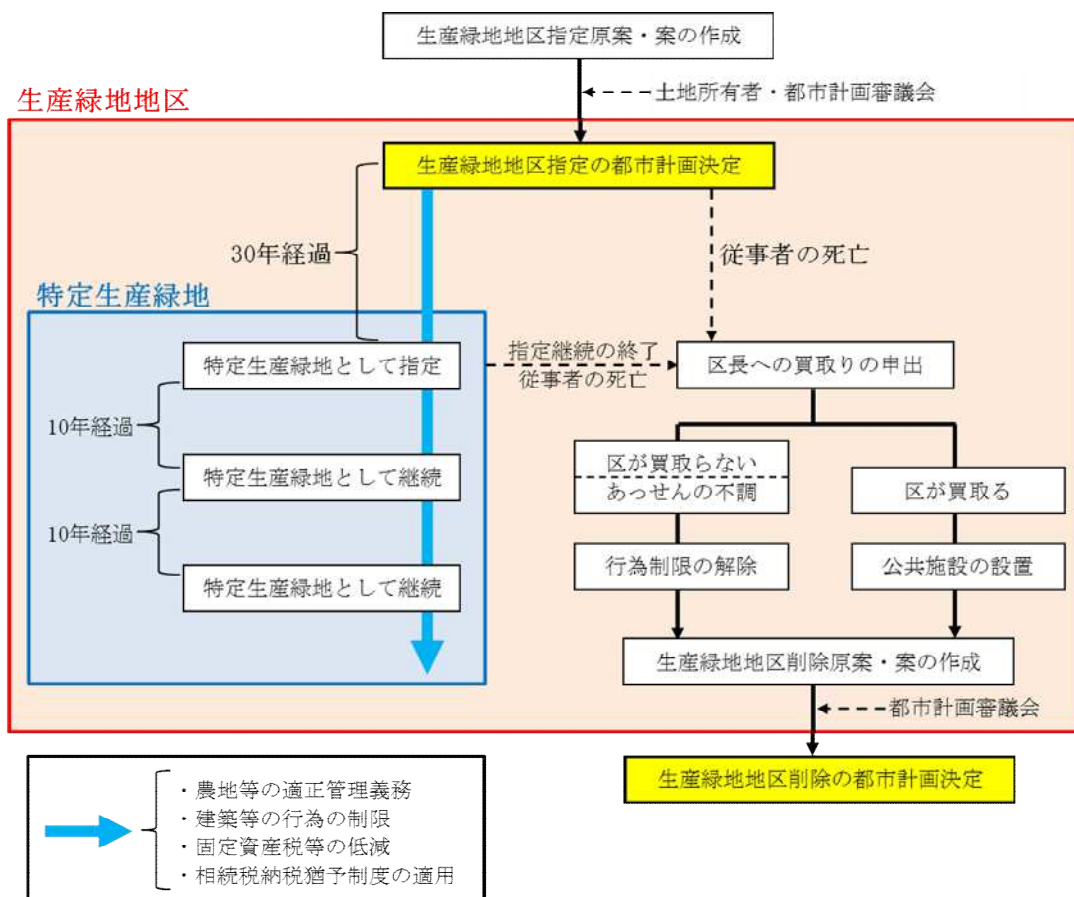 生産緑地地区指定原案・案の作成
土地所有者・都市計画審議会
生産緑地地区
生産緑地地区指定の都市計画決定
30年経過
従事者の死亡
特定生産緑地
特定生産緑地として指定
指定継続の終了
従事者の死亡
区長への買取りの申出
10年経過
特定生産緑地として継続
区が買取らない
あっせんの不調
区が買取る
10年経過
特定生産緑地として継続
行為制限の解除
公共施設の設置
生産緑地地区削除原案・案の作成
都市計画審議会
生産緑地地区削除の都市計画決定
・農地等の適正管理義務
・建築等の行為の制限
・固定資産税等の低減
・相続税納税猶予制度の適用